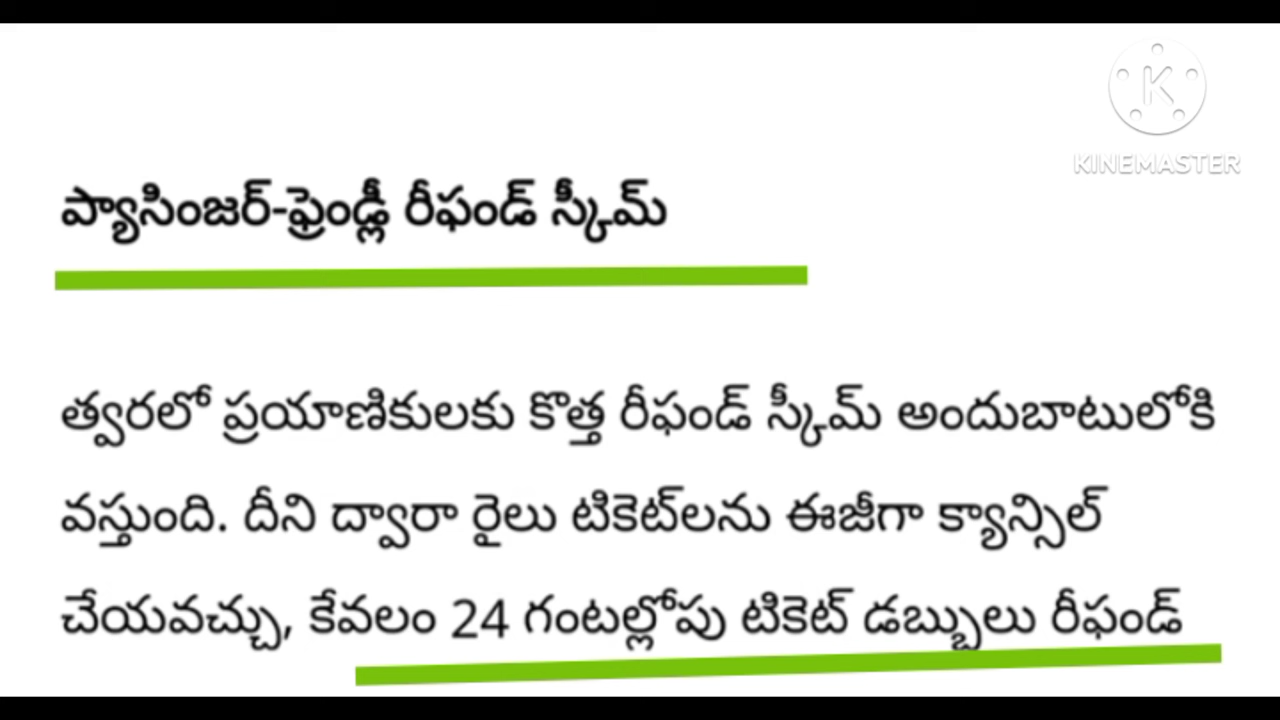 K
KINEMASTER
ప్యాసింజర్-ఫ్రెండ్లీ రీఫండ్ స్కీమ్
త్వరలో ప్రయాణికులకు కొత్త రీఫండ్ స్కీమ్ అందుబాటులోకి
వస్తుంది. దీని ద్వారా రైలు టికెట్‌లను ఈజీగా క్యాన్సిల్
చేయవచ్చు, కేవలం 24 గంటల్లోపు టికెట్ డబ్బులు రీఫండ్